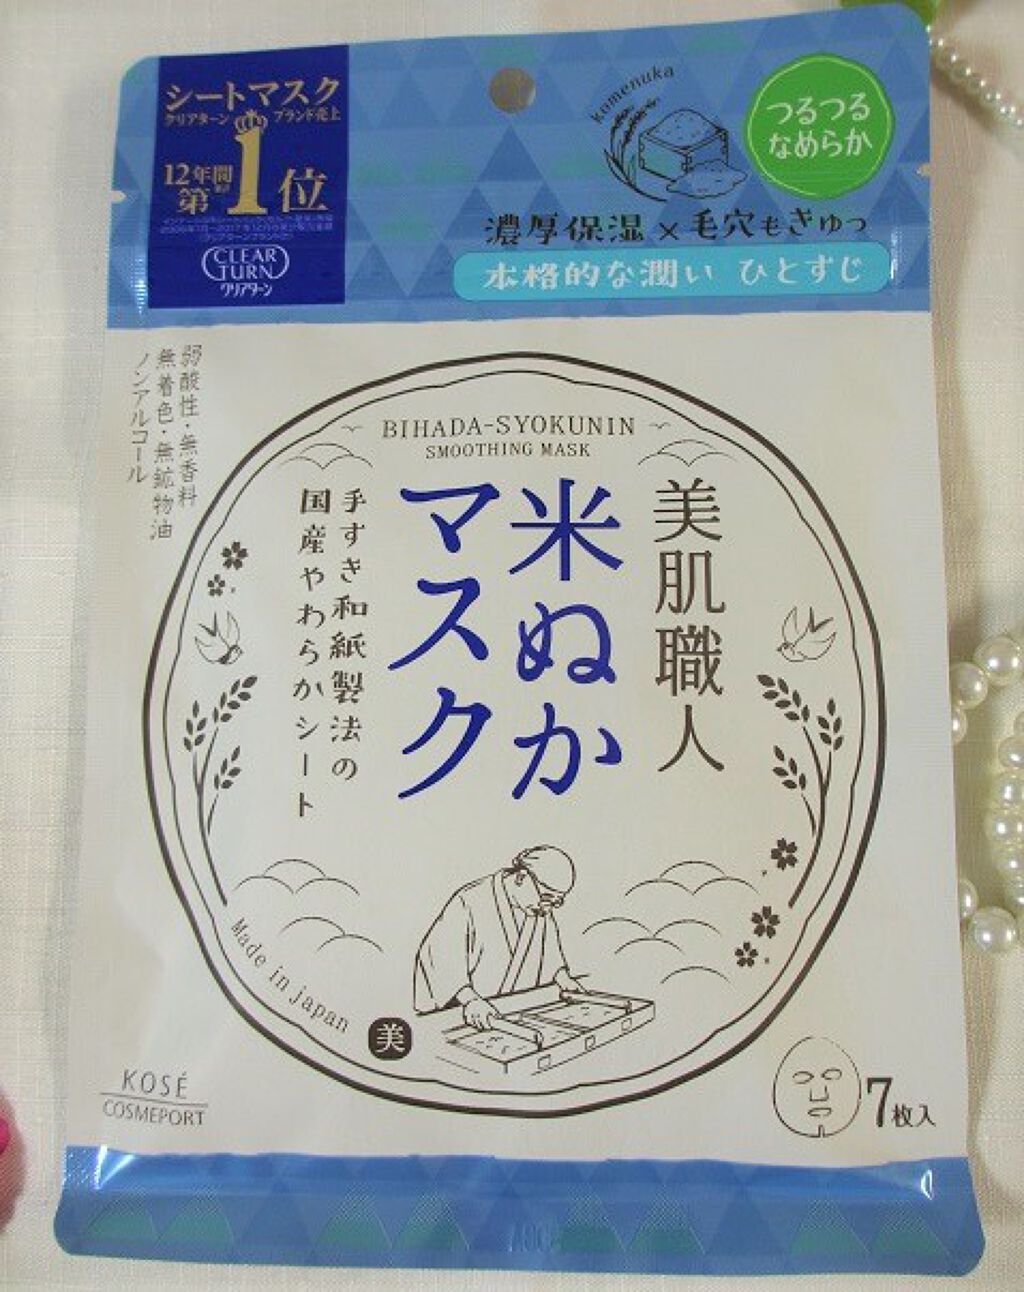 シートマスク
クリアターン ブランド売上
12年間
第1位
CLEAR
TURN
クリアターン
komenuka
つるつる
なめらか
濃厚保湿×毛穴もきゅっ
本格的な潤い ひとすじ
弱酸性・無香料
無着色・無鉱物油
ノンアルコール
BIHADA-SYOKUNIN
SMOOTHING MASK
美肌職人
米ぬか
マスク
手すき和紙製法の
国産やわらかシート
Made in japan
美
KOSÉ
COSMEPORT
7枚入